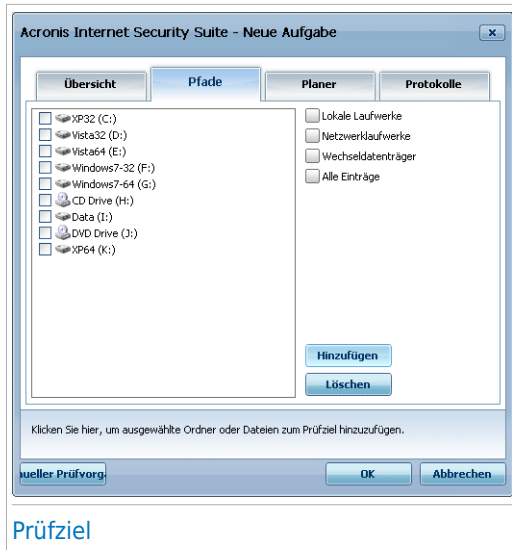 Acronis Internet Security Suite - Neue Aufgabe
Übersicht Pfade Planer Protokolle
XP32 (C:)
Vista32 (D:)
Vista64 (E:)
Windows7-32 (F:)
Windows7-64 (G:)
CD Drive (H:)
Data (I:)
DVD Drive (J:)
XP64 (K:)
Lokale Laufwerke
Netzwerklaufwerke
Wechseldatenträger
Alle Einträge
Hinzufügen
Löschen
Klicken Sie hier, um ausgewählte Ordner oder Dateien zum Prüfziel hinzuzufügen.
ueller Prüfvorg OK Abbrechen
Prüfziel